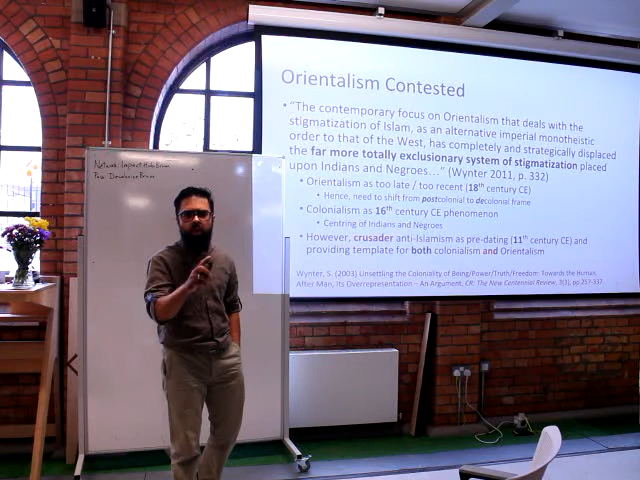 Orientalism Contested
• "The contemporary focus on Orientalism that deals with the
stigmatization of Islam, as an alternative imperial monotheistic
order to that of the West, has completely and strategically displaced
the far more totally exclusionary system of stigmatization placed
upon Indians and Negroes…" (Wynter 2011, p. 332)
• Orientalism as too late / too recent (18th century CE)
• Hence, need to shift from postcolonial to decolonial frame
• Colonialism as 16th century CE phenomenon
• Centring of Indians and Negroes
• However, crusader anti-Islamism as pre-dating (11th century CE) and
providing template for both colonialism and Orientalism
Wynter, S. (2003) Unsettling the Coloniality of Being/Power/Truth/Freedom: Towards the Human,
After Man, Its Overrepresentation – An Argument, CR: The New Centennial Review, 3(3), pp.257-337.
Network: Impact Hub Brum
Pass: DevolutionBrum